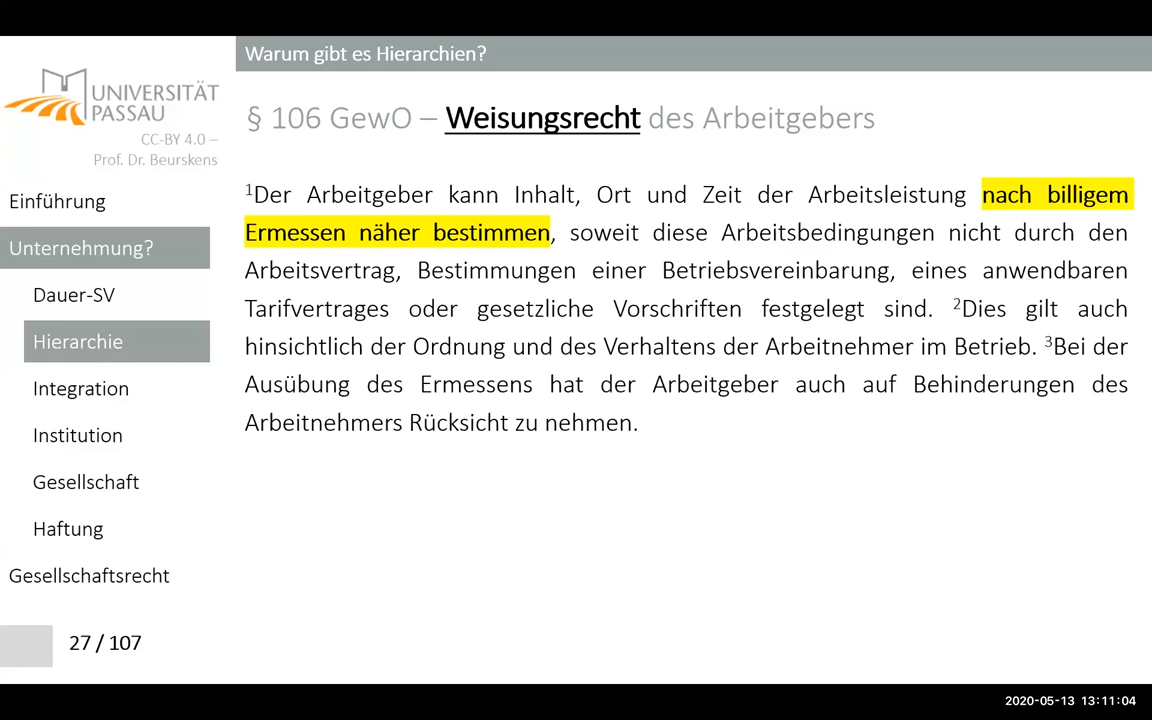 Warum gibt es Hierarchien?
UNIVERSITÄT
PASSAU
CC-BY 4.0 –
Prof. Dr. Beurskens
Einführung
Unternehmung?
Dauer-SV
Hierarchie
Integration
Institution
Gesellschaft
Haftung
Gesellschaftsrecht
27 / 107
§ 106 GewO – Weisungsrecht des Arbeitgebers
¹Der Arbeitgeber kann Inhalt, Ort und Zeit der Arbeitsleistung nach billigem
Ermessen näher bestimmen, soweit diese Arbeitsbedingungen nicht durch den
Arbeitsvertrag, Bestimmungen einer Betriebsvereinbarung, eines anwendbaren
Tarifvertrages oder gesetzliche Vorschriften festgelegt sind. ²Dies gilt auch
hinsichtlich der Ordnung und des Verhaltens der Arbeitnehmer im Betrieb. ³Bei der
Ausübung des Ermessens hat der Arbeitgeber auch auf Behinderungen des
Arbeitnehmers Rücksicht zu nehmen.
2020-05-13 13:11:04